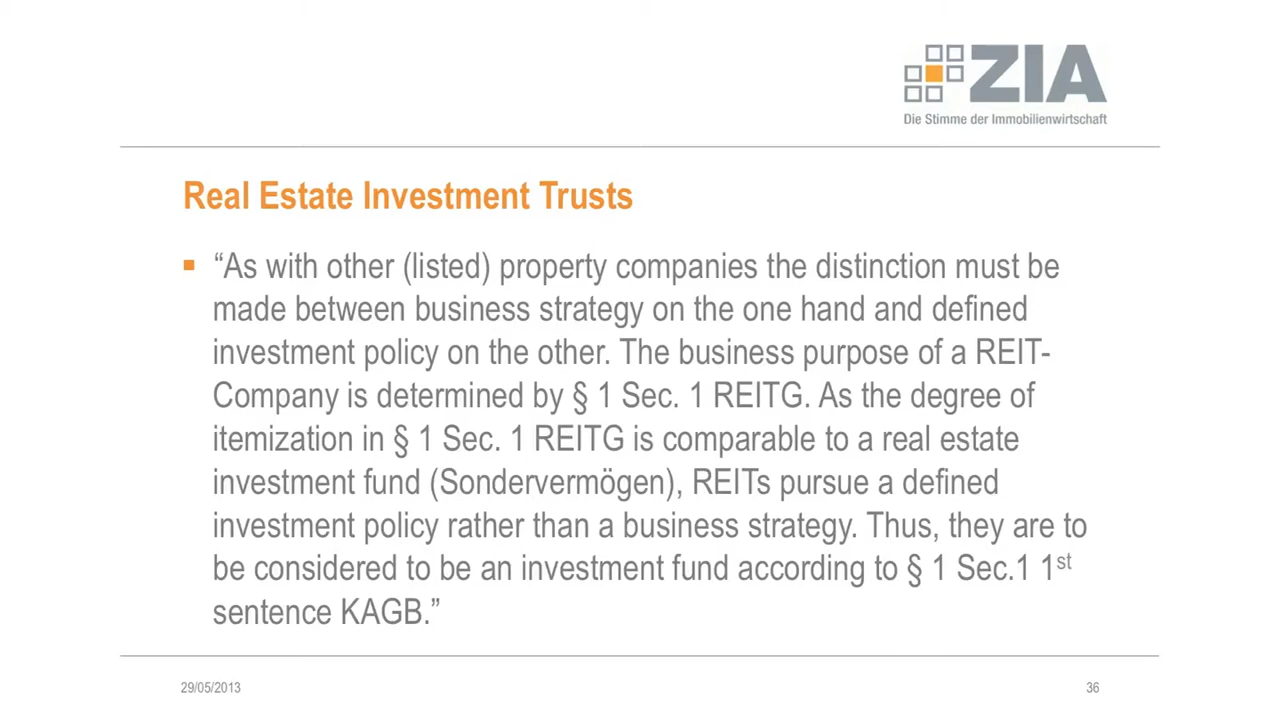 ZIA
Die Stimme der Immobilienwirtschaft
Real Estate Investment Trusts
“As with other (listed) property companies the distinction must be
made between business strategy on the one hand and defined
investment policy on the other. The business purpose of a REIT-
Company is determined by § 1 Sec. 1 REITG. As the degree of
itemization in § 1 Sec. 1 REITG is comparable to a real estate
investment fund (Sondervermögen), REITs pursue a defined
investment policy rather than a business strategy. Thus, they are to
be considered to be an investment fund according to § 1 Sec.1 1st
sentence KAGB.”
29/05/2013
36